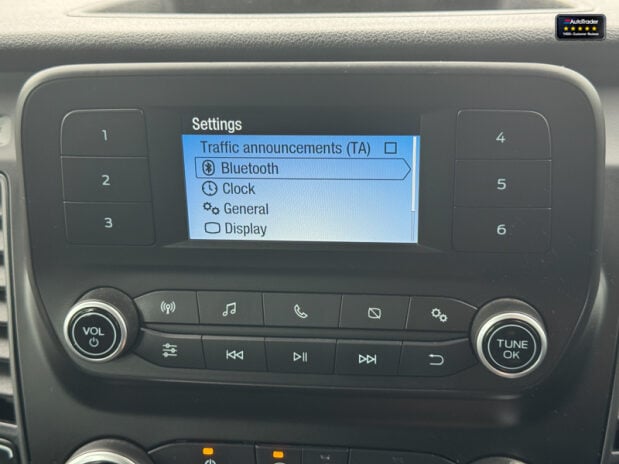 AutoTrader
Settings
Traffic announcements (TA)
Bluetooth
Clock
General
Display
1
2
3
4
5
6
VOL
TUNE
OK